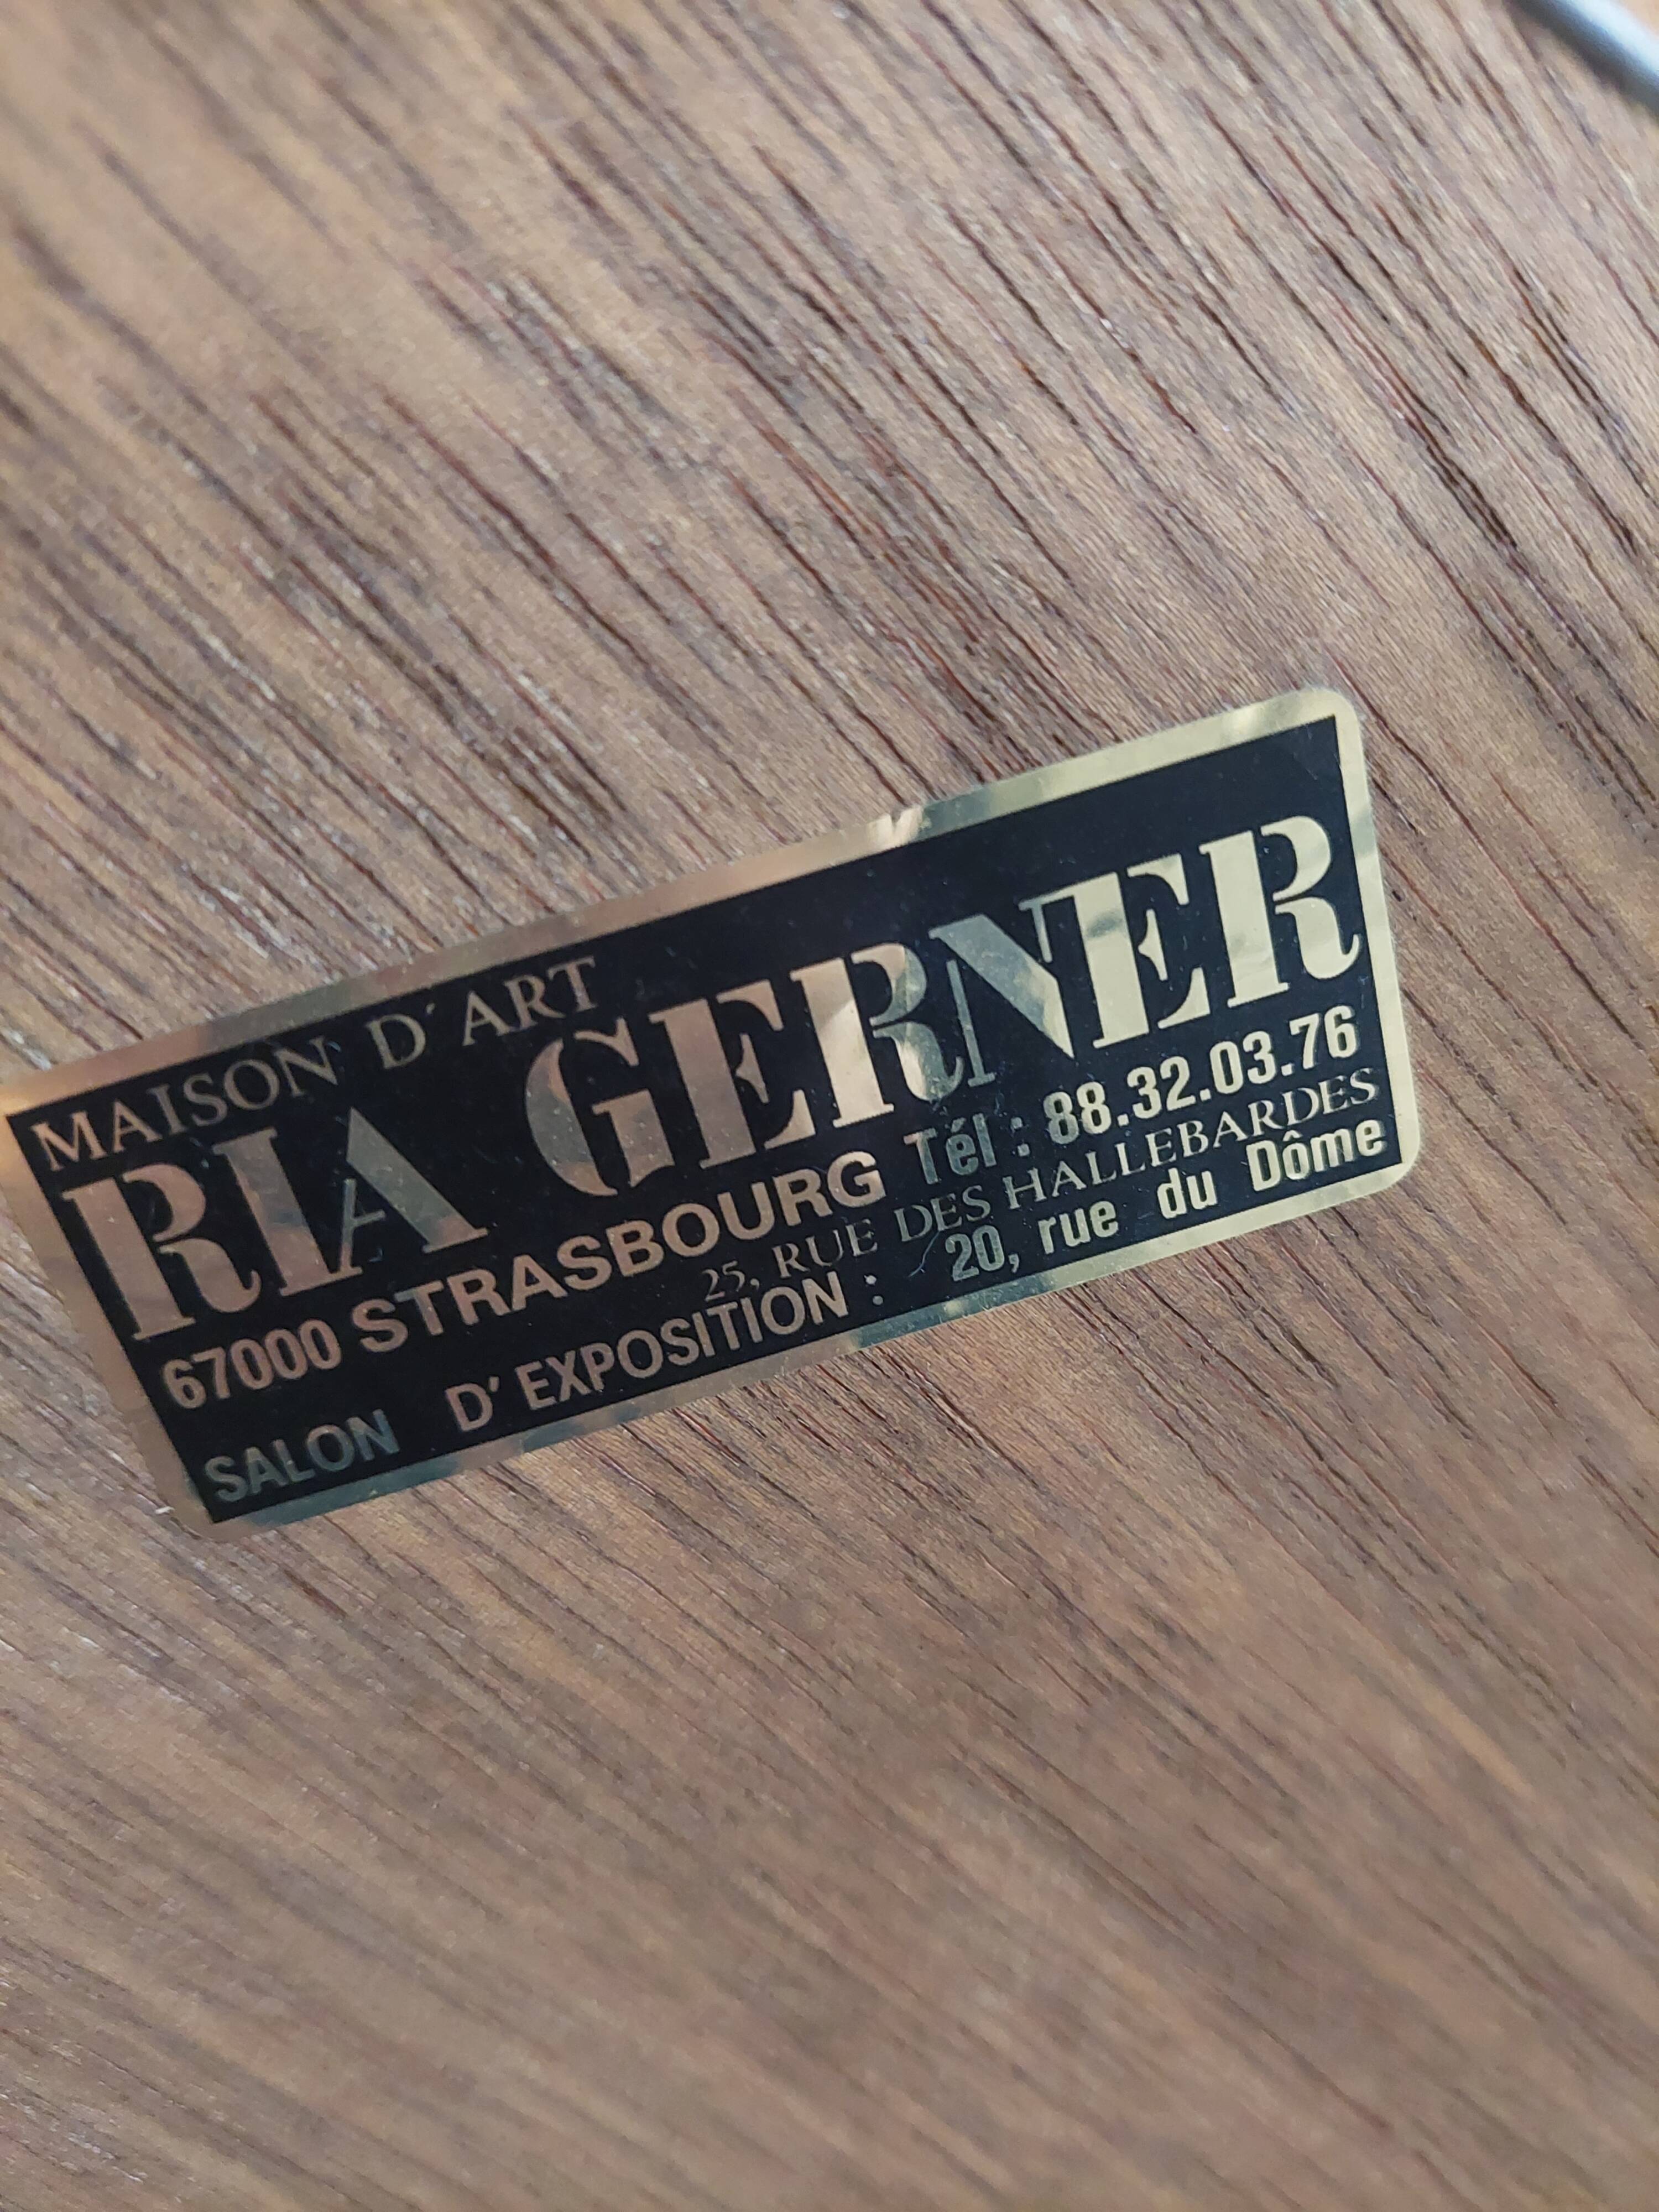 MAISON D'ART
RIA GERNER
67000 STRASBOURG Tél : 88.32.03.76
25, RUE DES HALLEBARDES
SALON D'EXPOSITION : 20, rue du Dôme